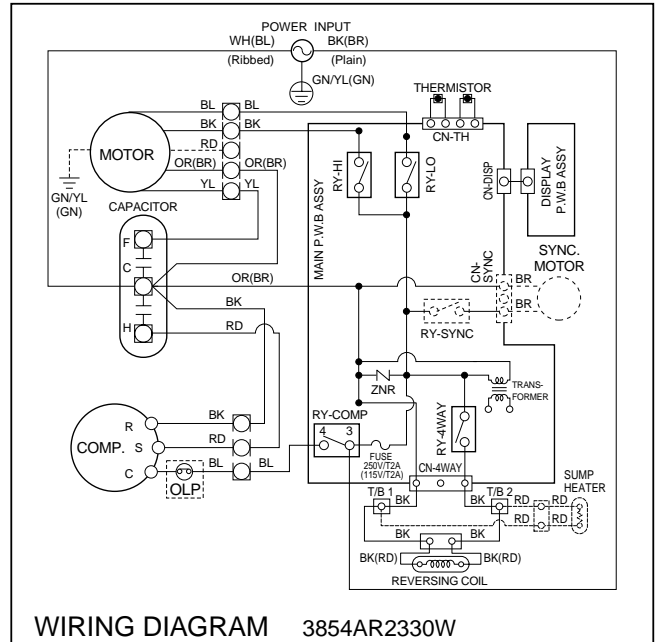 POWER INPUT
WH(BL) BK(BR)
(Ribbed) (Plain)
GN/YL(GN)
THERMISTOR
CN-TH
BL BL
BK BK
RD
OR(BR) OR(BR)
YL YL
MOTOR
GN/YL
(GN)
CAPACITOR
F
C
H
RY-HI
RY-LO
MAIN P.W.B ASSY
CN-DISP
DISPLAY
P.W.B ASSY
SYNC.
MOTOR
CN-
SYNC
BR
BR
OR(BR)
BK
RD
RY-SYNC
ZNR
TRANS-
FORMER
RY-4WAY
RY-COMP
4 3
FUSE
250V/T2A
(115V/T2A)
CN-4WAY
R BK
COMP. S RD
C BL BL
OLP
SUMP
HEATER
T/B 1 BK BK T/B 2 RD RD
RD RD
BK BK
BK(RD) BK(RD)
REVERSING COIL
WIRING DIAGRAM 3854AR2330W